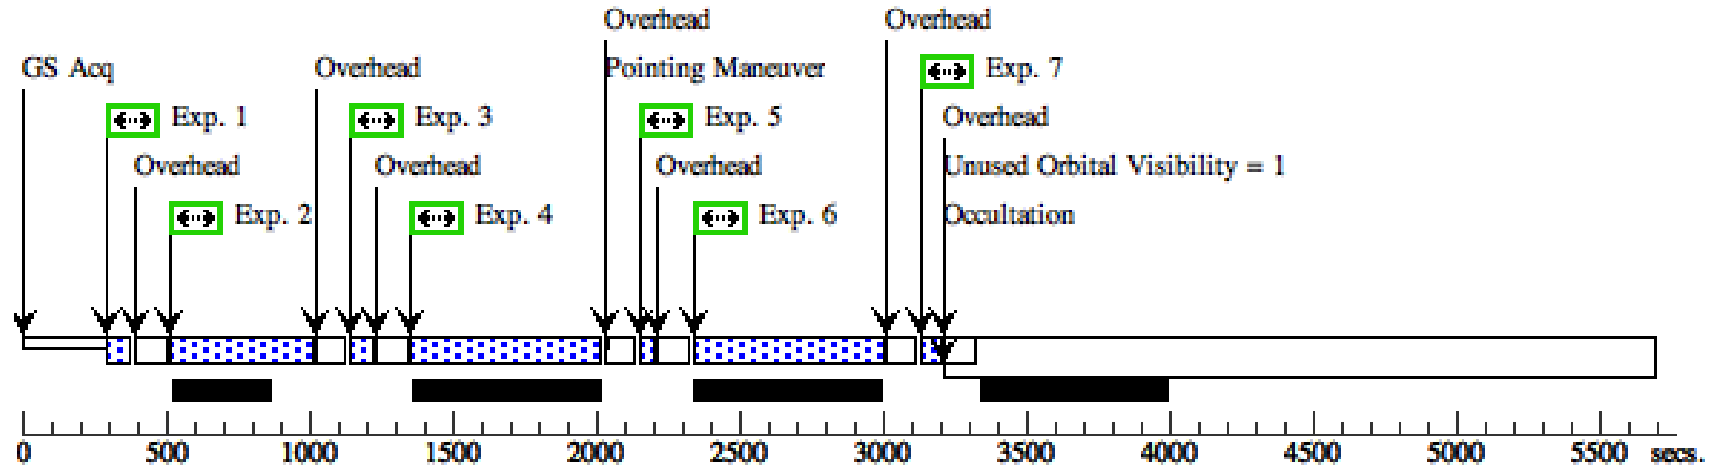 Overhead Overhead
GS Acq Overhead Pointing Maneuver Exp. 7
Exp. 1 Exp. 3 Exp. 5 Overhead
Overhead Overhead Overhead Unused Orbital Visibility = 1
Exp. 2 Exp. 4 Exp. 6 Occultation
0 500 1000 1500 2000 2500 3000 3500 4000 4500 5000 5500 secs.